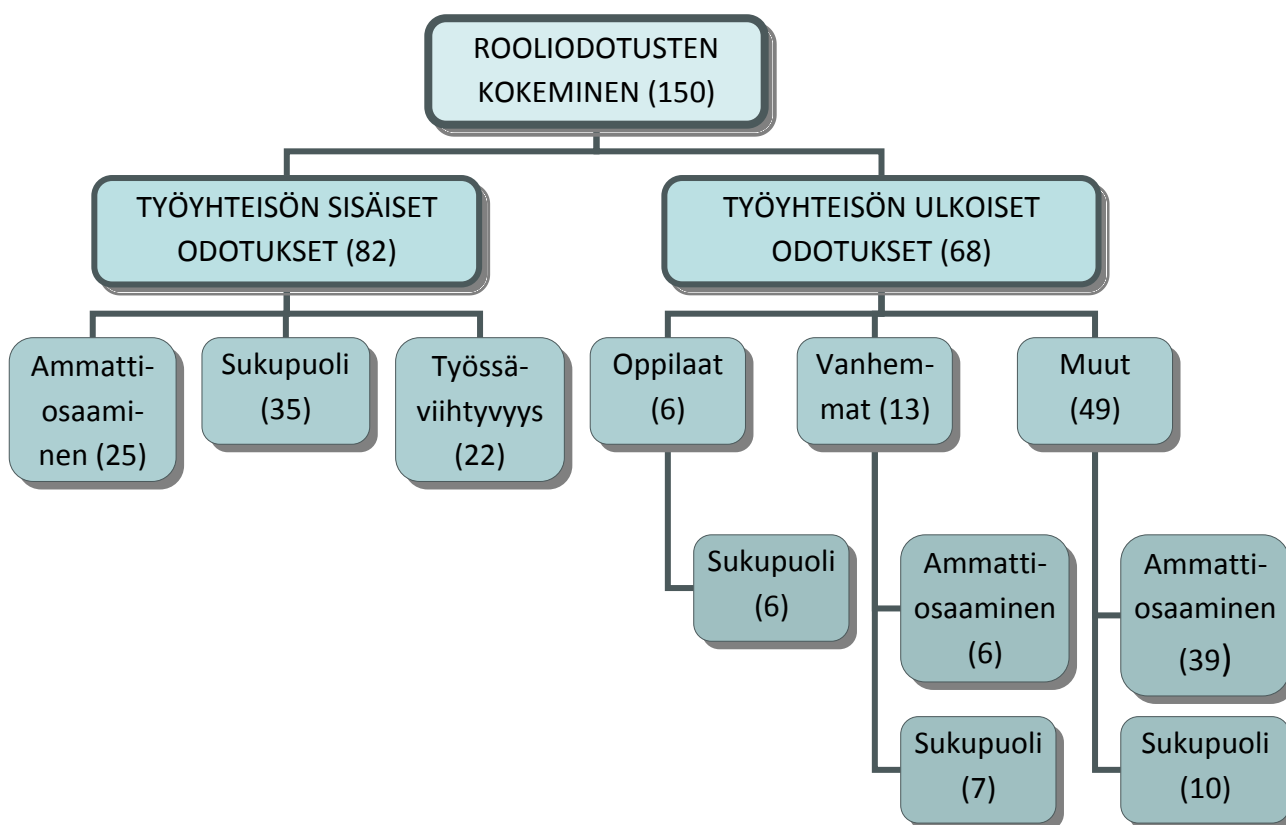 ROOLIODOTUSTEN
KOKEMINEN (150)
TYÖYHTEISÖN SISÄISET
ODOTUKSET (82)
TYÖYHTEISÖN ULKOISET
ODOTUKSET (68)
Ammatti-
osaami-
nen (25)
Sukupuoli
(35)
Työssä-
viihtyvyys
(22)
Oppilaat
(6)
Vanhem-
mat (13)
Muut
(49)
Sukupuoli
(6)
Ammatti-
osaaminen
(6)
Ammatti-
osaaminen
(39)
Sukupuoli
(7)
Sukupuoli
(10)